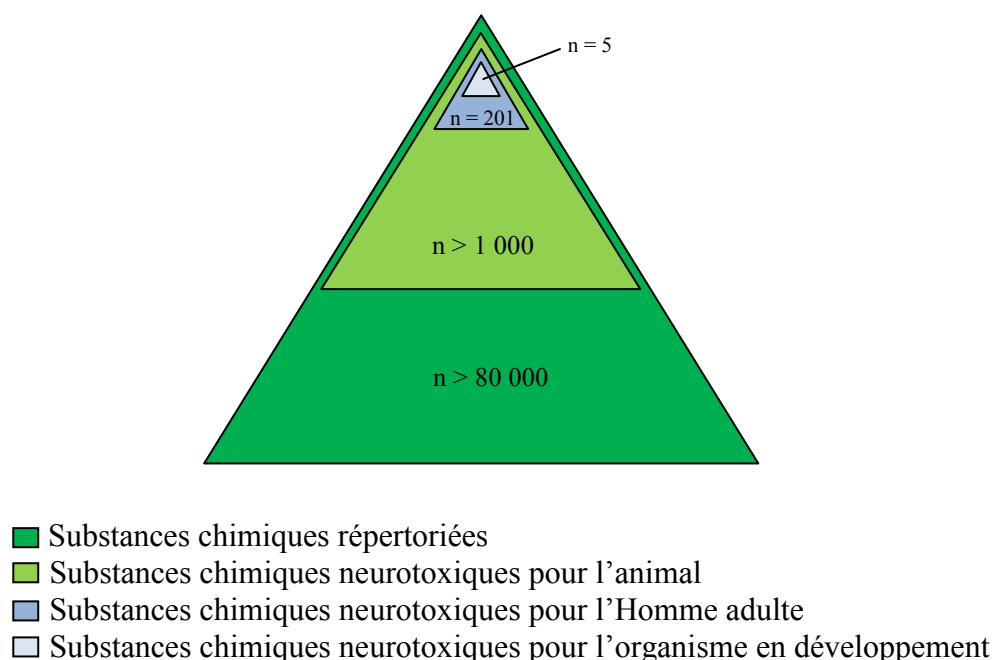 n = 5
n = 201
n > 1 000
n > 80 000
Substances chimiques répertoriées
Substances chimiques neurotoxiques pour l’animal
Substances chimiques neurotoxiques pour l’Homme adulte
Substances chimiques neurotoxiques pour l’organisme en développement